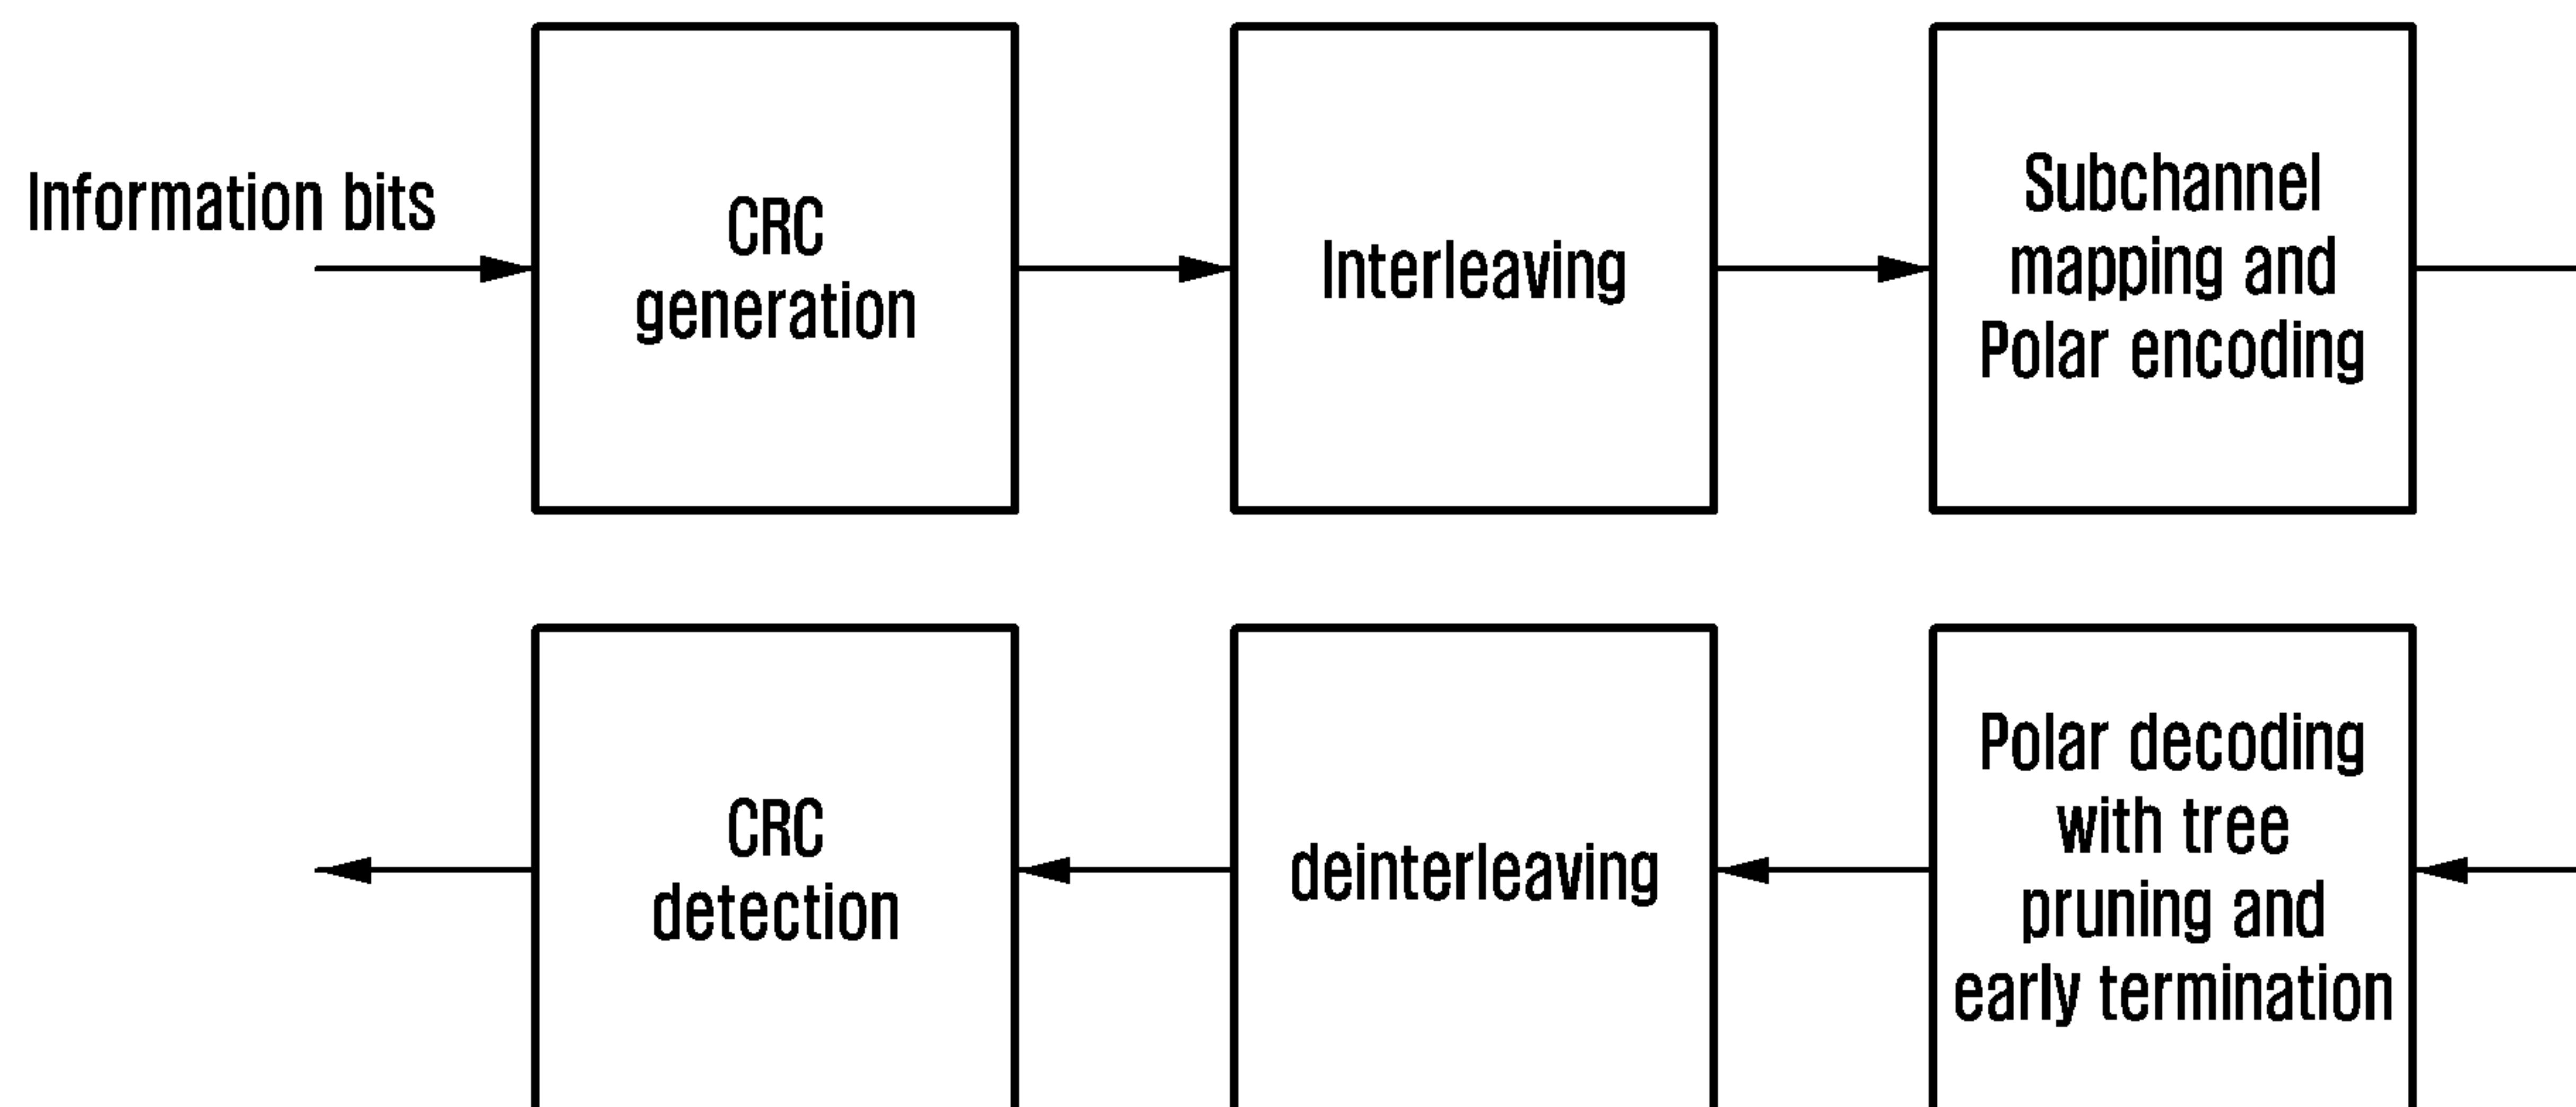 Information bits
CRC
generation
Interleaving
Subchannel
mapping and
Polar encoding
CRC
detection
deinterleaving
Polar decoding
with tree
pruning and
early termination